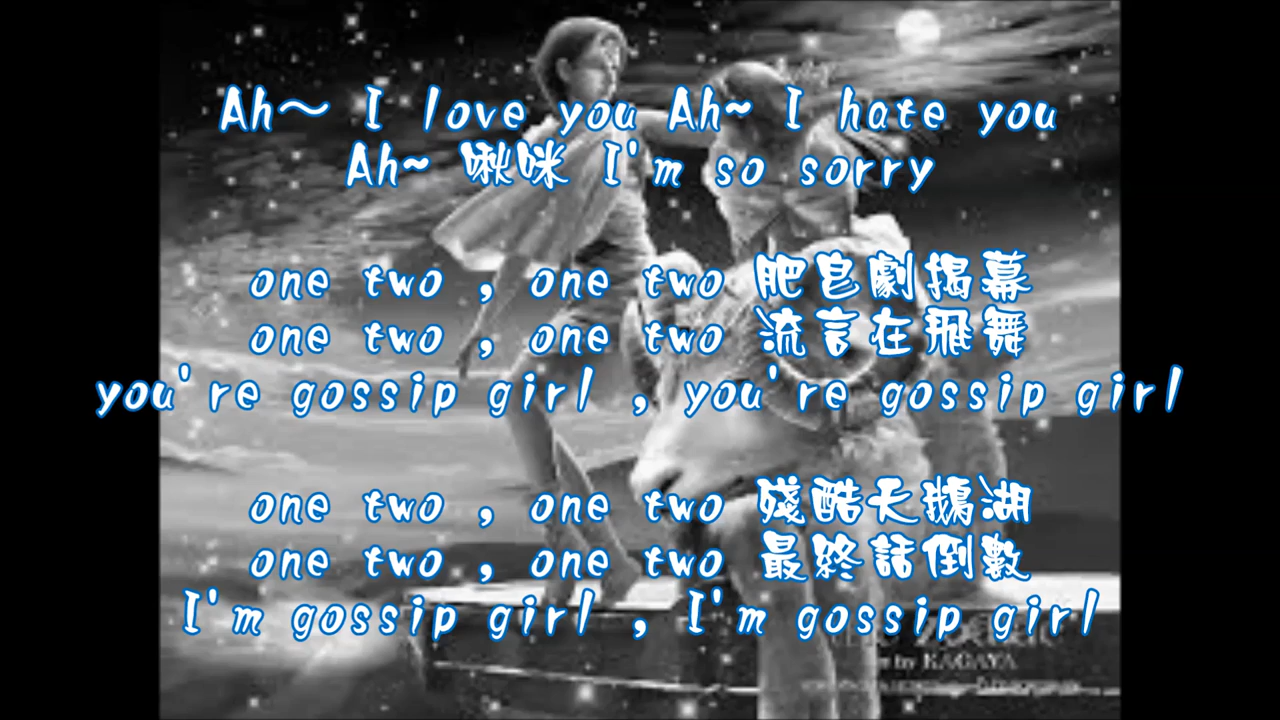 Ah～ I love you Ah~ I hate you
Ah~ 啾咪 I'm so sorry
one two , one two 肥皂劇揭幕
one two , one two 流言在飛舞
you're gossip girl , you're gossip girl
one two , one two 殘酷天鵝湖
one two , one two 最終話倒數
I'm gossip girl , I'm gossip girl
by KAGAYA